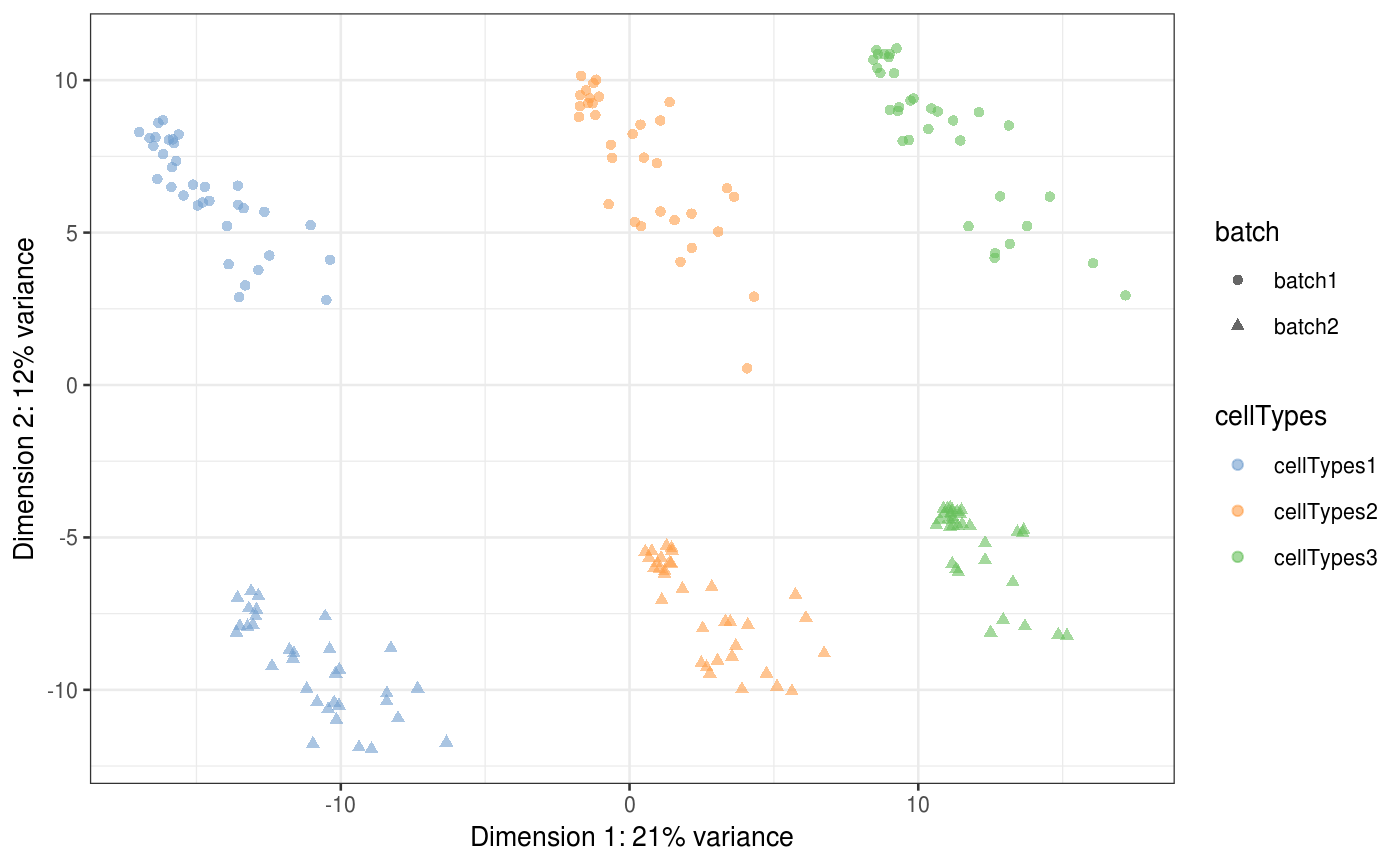 10
5
0
-5
-10
-10
0
10
Dimension 1: 21% variance
Dimension 2: 12% variance
batch
batch1
batch2
cellTypes
cellTypes1
cellTypes2
cellTypes3